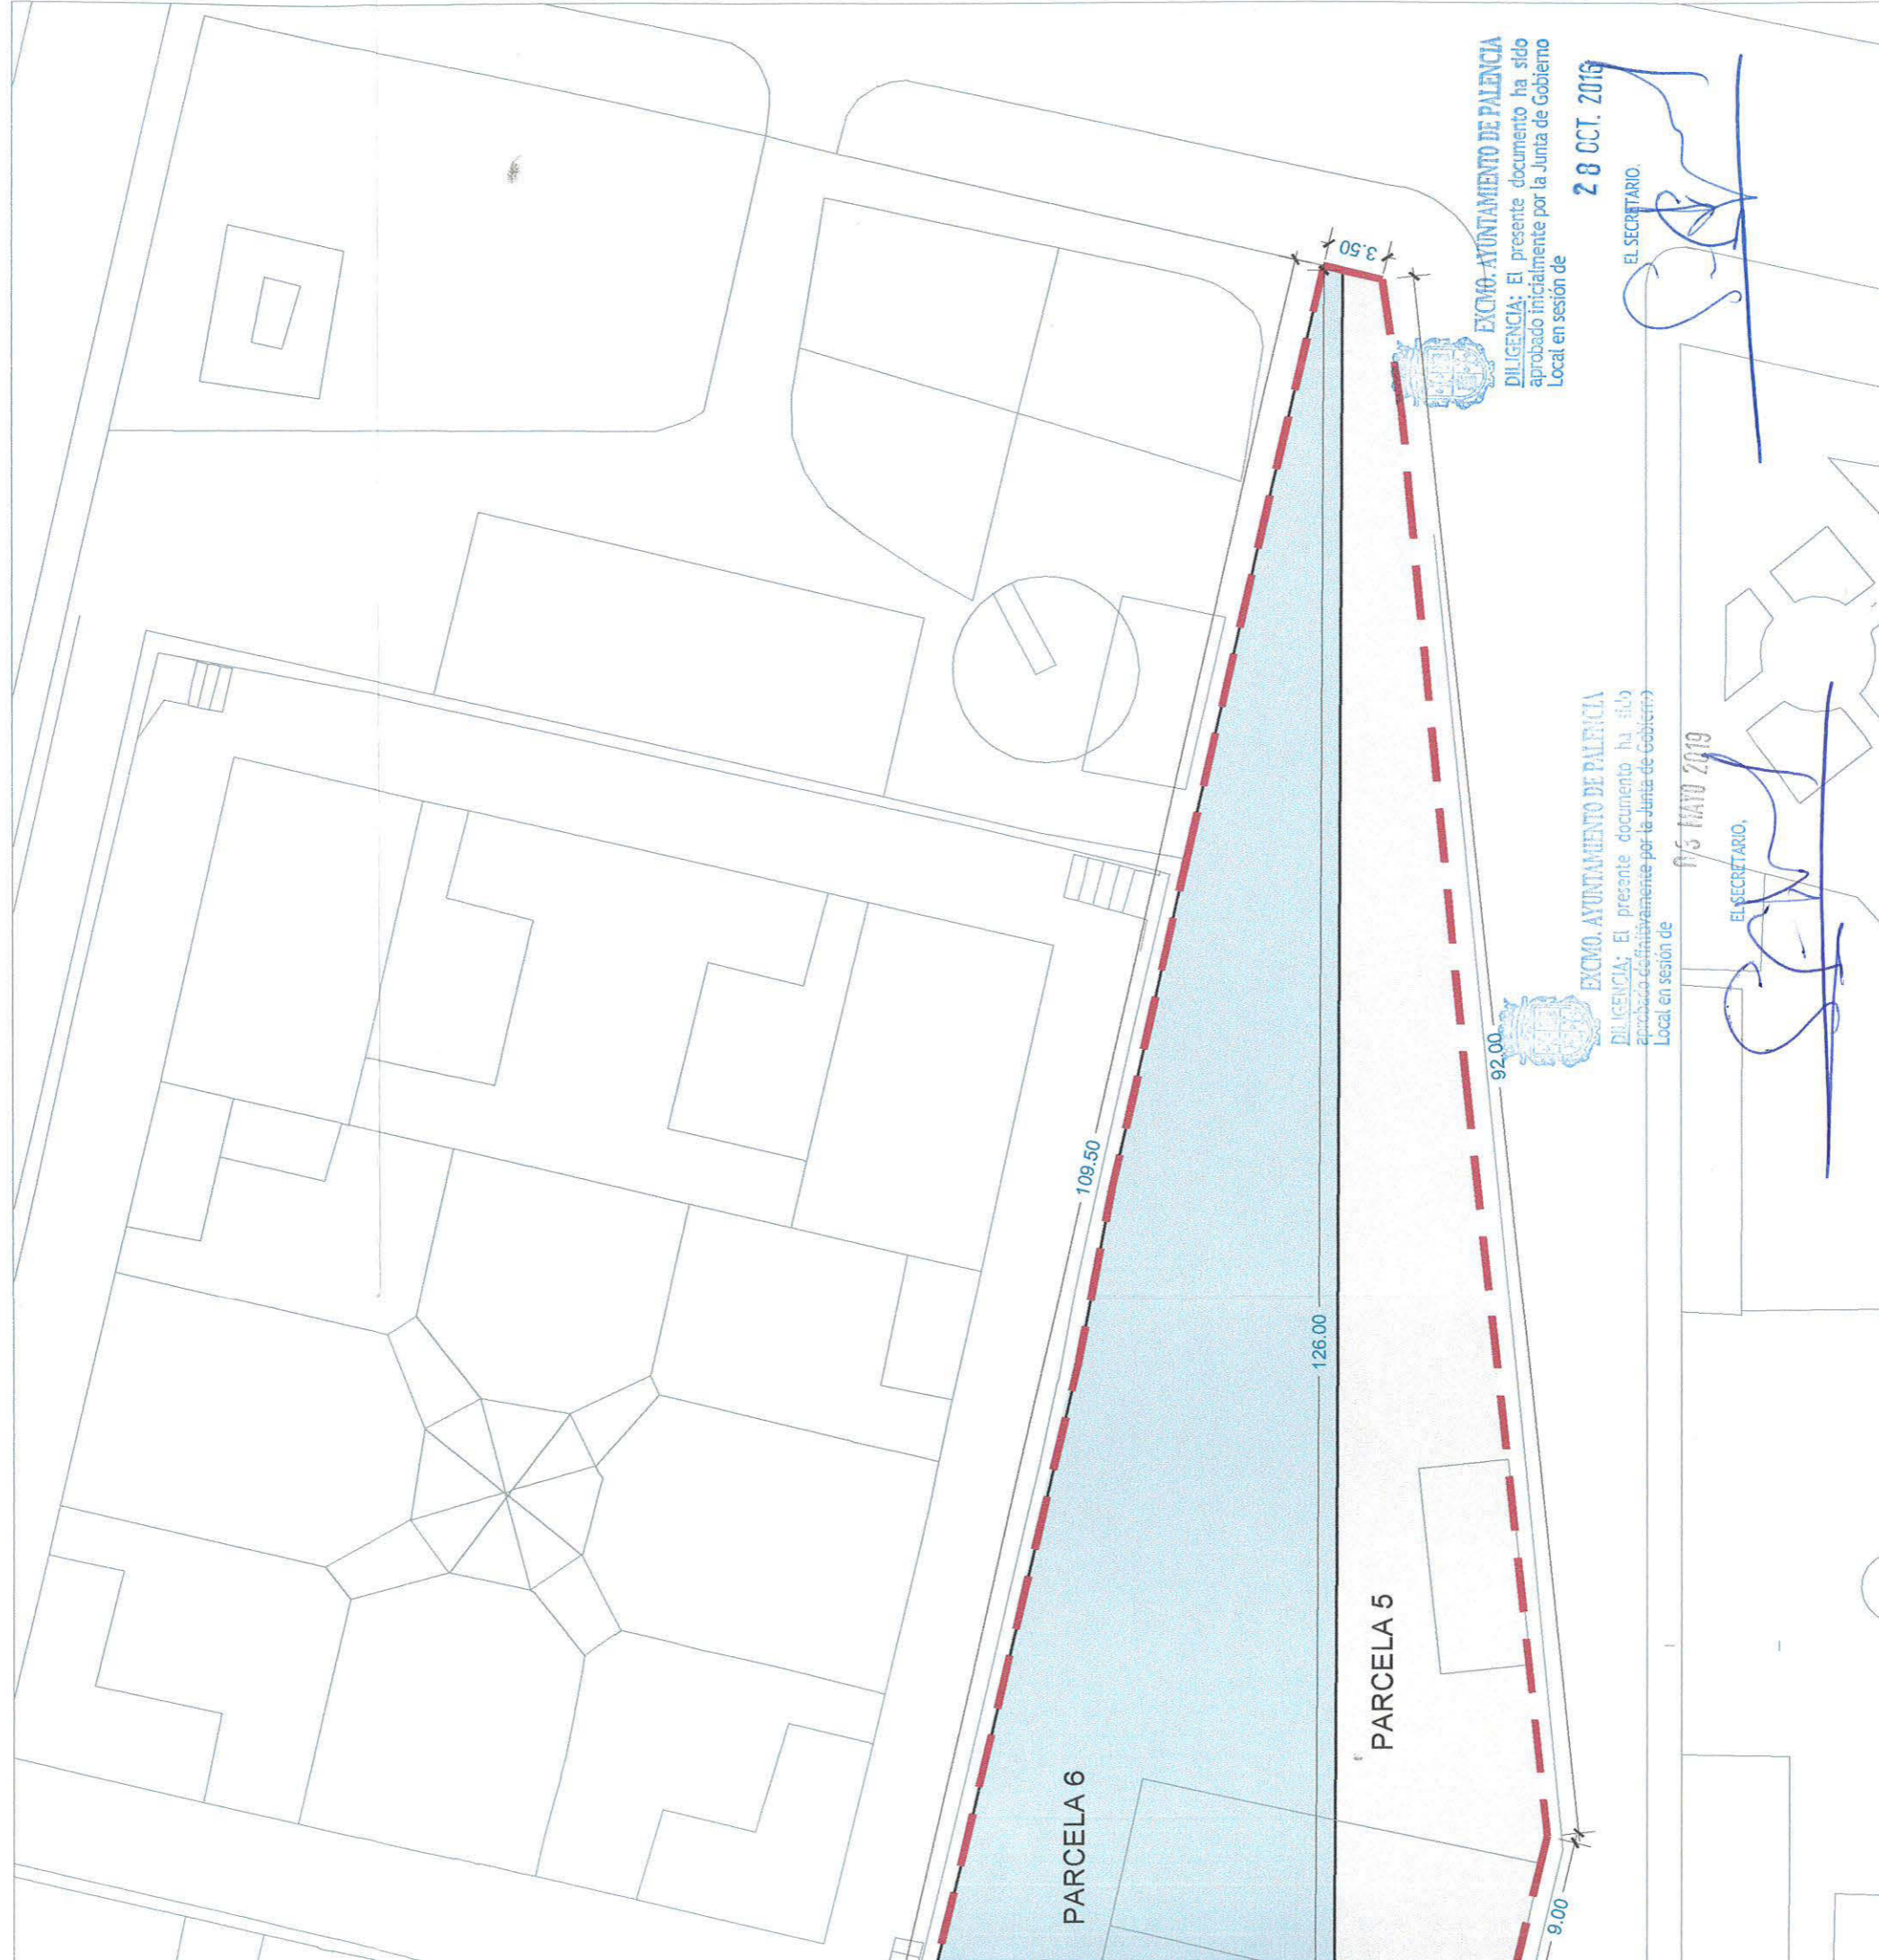 EXCMO. AYUNTAMIENTO DE PALENCIA
DILIGENCIA: El presente documento ha sido
aprobado inicialmente por la Junta de Gobierno
Local en sesión de
28 OCT. 2016
EL SECRETARIO.
3.50
EXCMO. AYUNTAMIENTO DE PALENCIA
DILIGENCIA: El presente documento ha sido
aprobado definitivamente por la Junta de Gobierno
Local en sesión de
MAYO 2019
EL SECRETARIO,
92.00
109.50
126.00
PARCELA 5
PARCELA 6
9.00